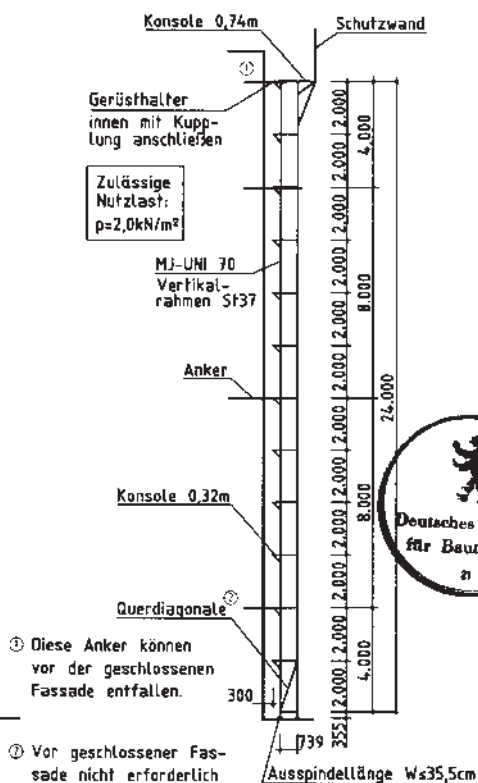 Konsole 0,74m
Schutzwand
①
Gerüsthalter
innen mit Kupp-
lung anschließen
Zulässige
Nutzlast:
p=2,0kN/m²
MJ-UNI 70
Vertikal-
rahmen St37
Anker
Konsole 0,32m
Querdiagonale ②
2.000
2.000
2.000
2.000
2.000
2.000
2.000
2.000
2.000
2.000
2.000
2.000
355
4.000
8.000
8.000
4.000
24.000
Deutsches
für Baut
300
739
① Diese Anker können
vor der geschlossenen
Fassade entfallen.
② Vor geschlossener Fas-
sade nicht erforderlich
Ausspindellänge W≤35,5cm